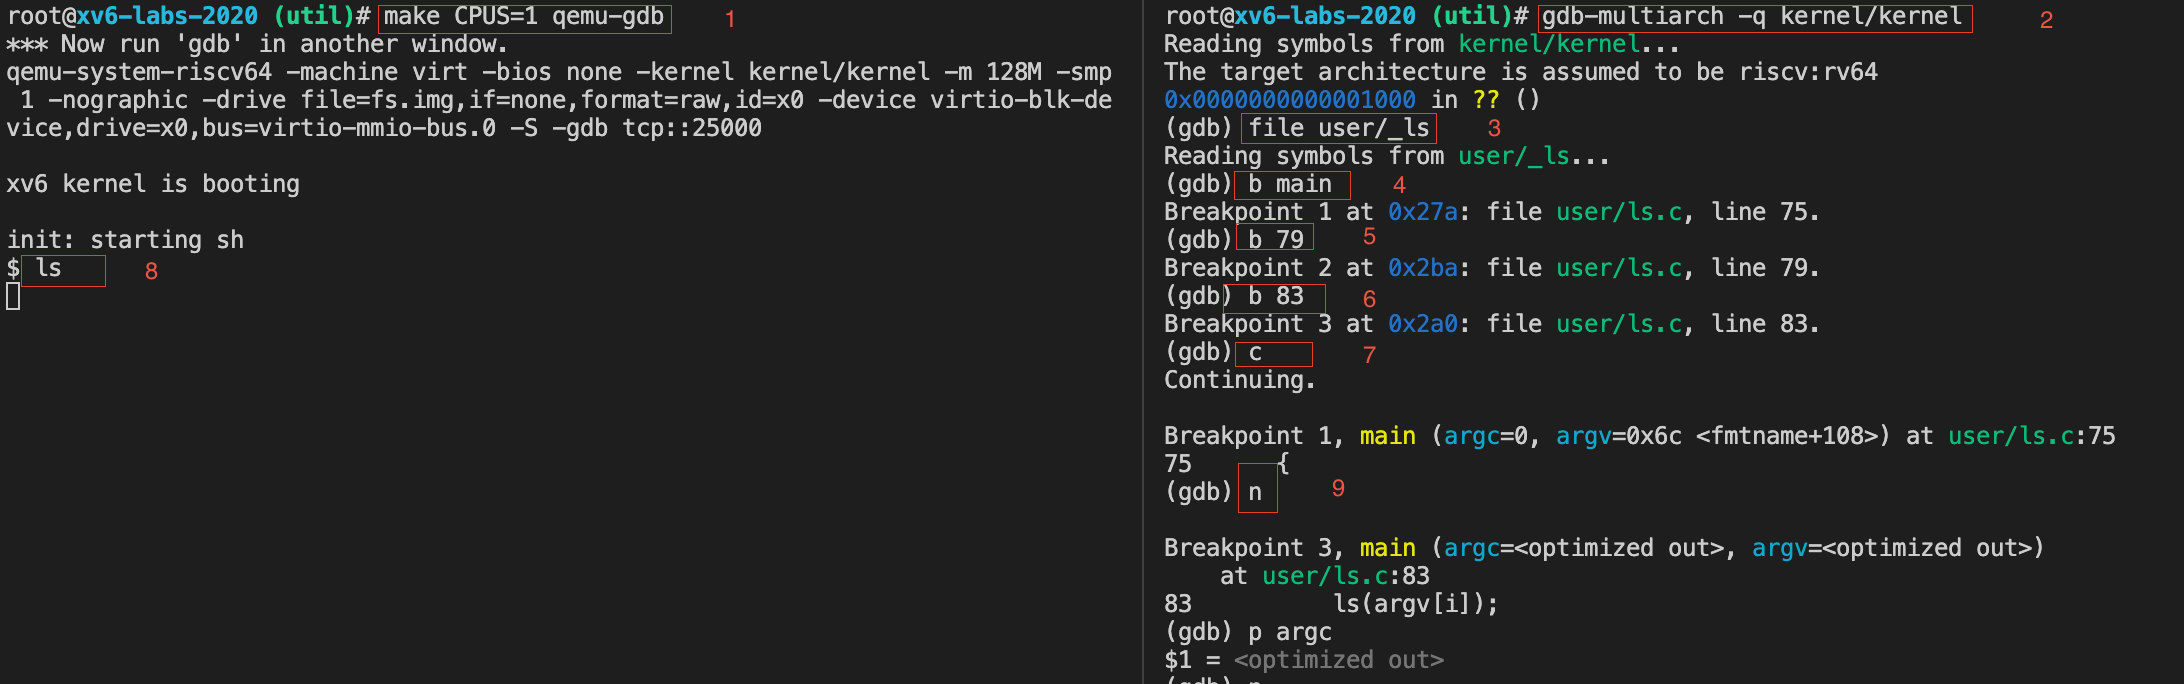 root@xv6-labs-2020 (util)# make CPUS=1 qemu-gdb 1
*** Now run 'gdb' in another window.
qemu-system-riscv64 -machine virt -bios none -kernel kernel/kernel -m 128M -smp
 1 -nographic -drive file=fs.img,if=none,format=raw,id=x0 -device virtio-blk-de
vice,drive=x0,bus=virtio-mmio-bus.0 -S -gdb tcp::25000
xv6 kernel is booting
init: starting sh
$ ls 8
root@xv6-labs-2020 (util)# gdb-multiarch -q kernel/kernel 2
Reading symbols from kernel/kernel...
The target architecture is assumed to be riscv:rv64
0x0000000000001000 in ?? ()
(gdb) file user/_ls 3
Reading symbols from user/_ls...
(gdb) b main 4
Breakpoint 1 at 0x27a: file user/ls.c, line 75.
(gdb) b 79 5
Breakpoint 2 at 0x2ba: file user/ls.c, line 79.
(gdb) b 83 6
Breakpoint 3 at 0x2a0: file user/ls.c, line 83.
(gdb) c 7
Continuing.
Breakpoint 1, main (argc=0, argv=0x6c <fmtname+108>) at user/ls.c:75
75 {
(gdb) n 9
Breakpoint 3, main (argc=<optimized out>, argv=<optimized out>)
    at user/ls.c:83
83 ls(argv[i]);
(gdb) p argc
$1 = <optimized out>